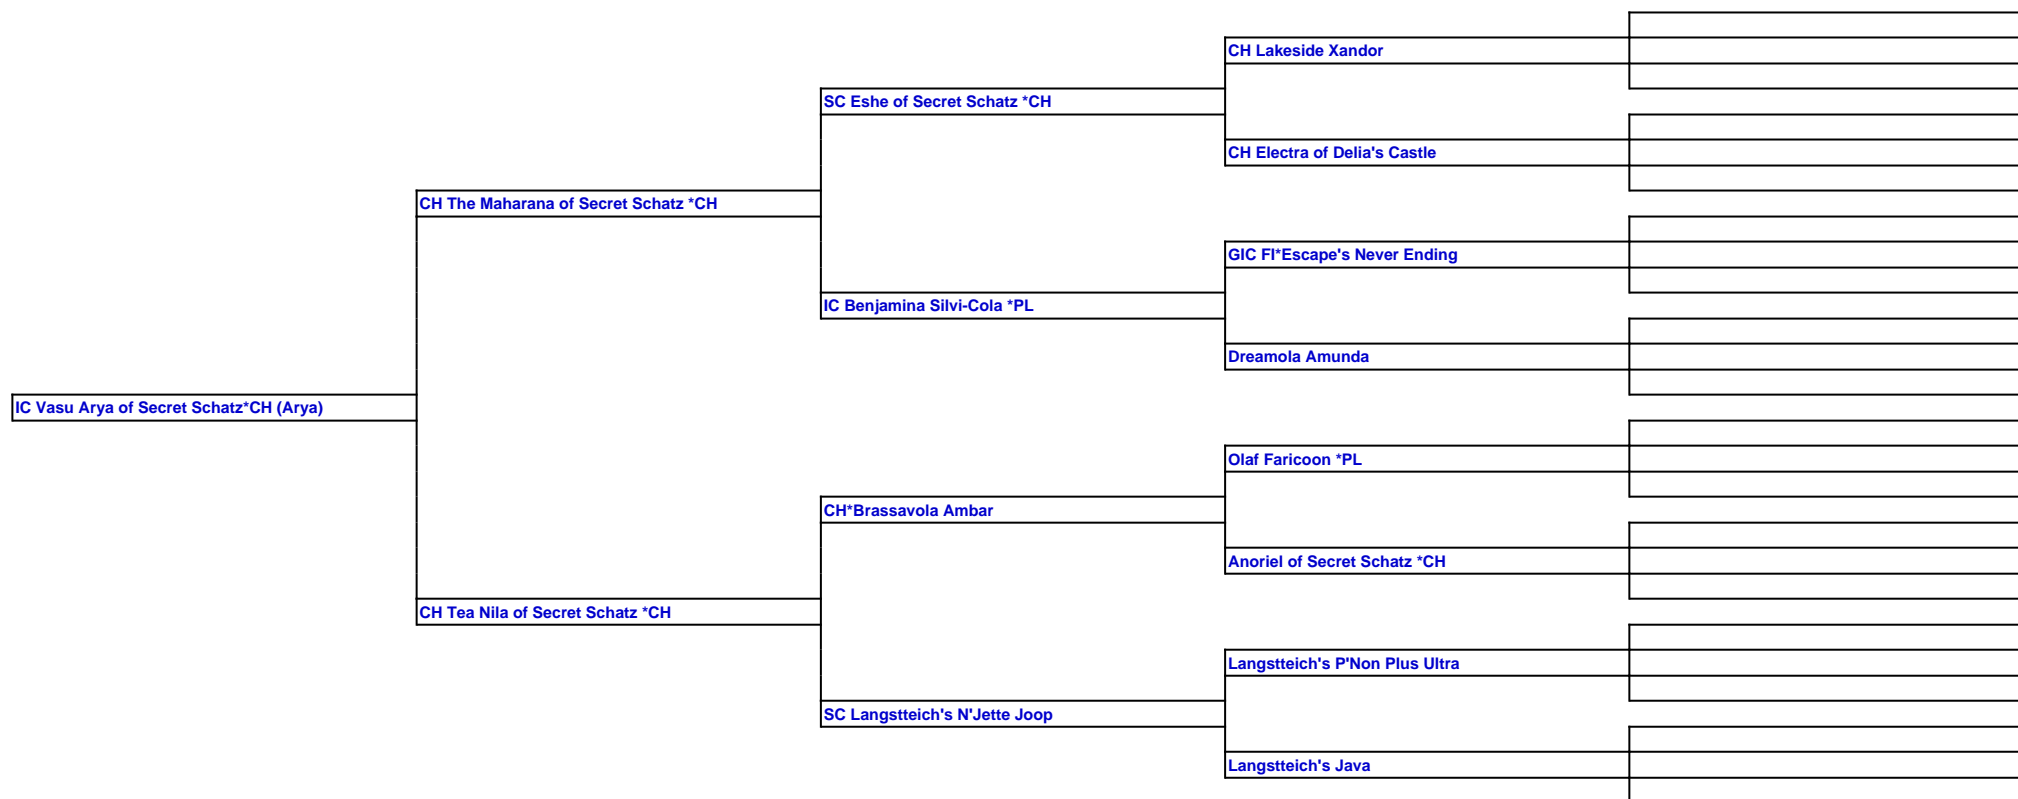 CH Lakeside Xandor
SC Eshe of Secret Schatz *CH
CH Electra of Delia's Castle
CH The Maharana of Secret Schatz *CH
GIC FI*Escape's Never Ending
IC Benjamina Silvi-Cola *PL
Dreamola Amunda
IC Vasu Arya of Secret Schatz*CH (Arya)
Olaf Faricoon *PL
CH*Brassavola Ambar
Anoriel of Secret Schatz *CH
CH Tea Nila of Secret Schatz *CH
Langstteich's P'Non Plus Ultra
SC Langstteich's N'Jette Joop
Langstteich's Java